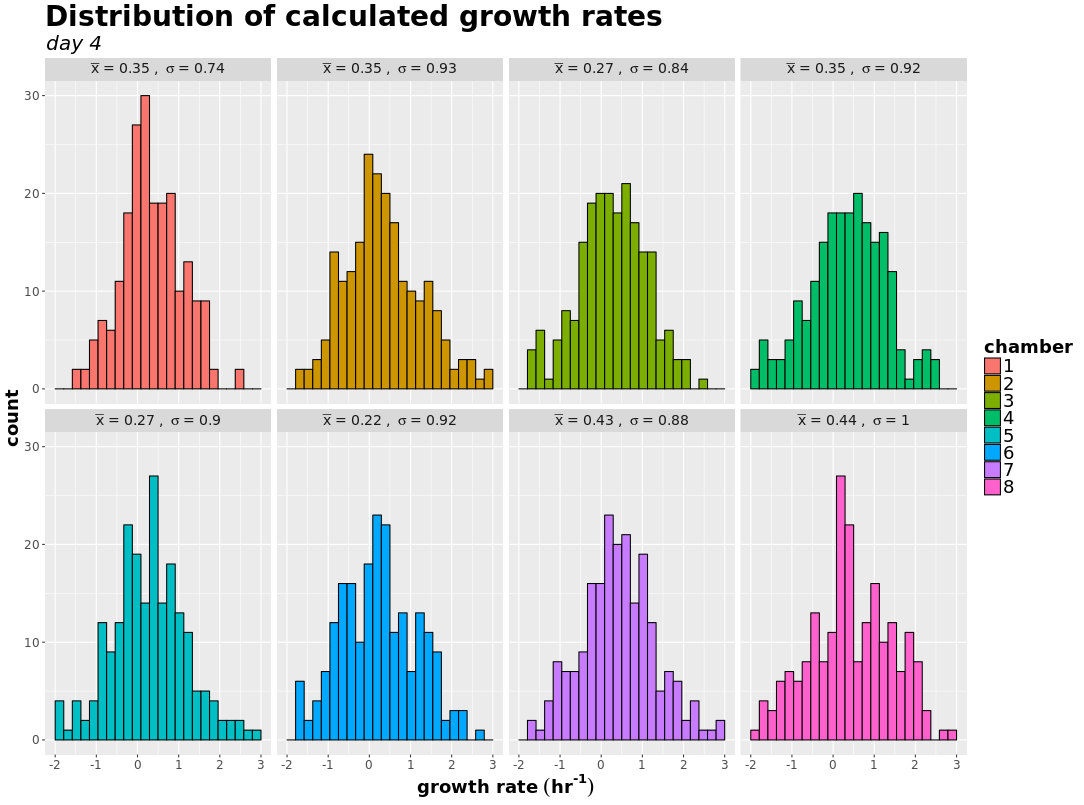 Distribution of calculated growth rates
day 4
x̅ = 0.35 , σ = 0.74
x̅ = 0.35 , σ = 0.93
x̅ = 0.27 , σ = 0.84
x̅ = 0.35 , σ = 0.92
30
20
10
0
x̅ = 0.27 , σ = 0.9
x̅ = 0.22 , σ = 0.92
x̅ = 0.43 , σ = 0.88
x̅ = 0.44 , σ = 1
30
20
10
0
-2 -1 0 1 2 3
-2 -1 0 1 2 3
-2 -1 0 1 2 3
-2 -1 0 1 2 3
count
growth rate (hr⁻¹)
chamber
1
2
3
4
5
6
7
8